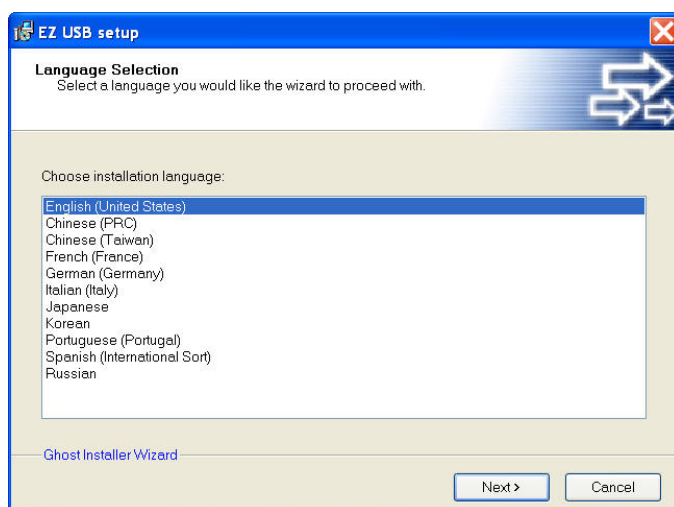 EZ USB setup
Language Selection
Select a language you would like the wizard to proceed with.
Choose installation language:
English (United States)
Chinese (PRC)
Chinese (Taiwan)
French (France)
German (Germany)
Italian (Italy)
Japanese
Korean
Portuguese (Portugal)
Spanish (International Sort)
Russian
Ghost Installer Wizard
Next >
Cancel